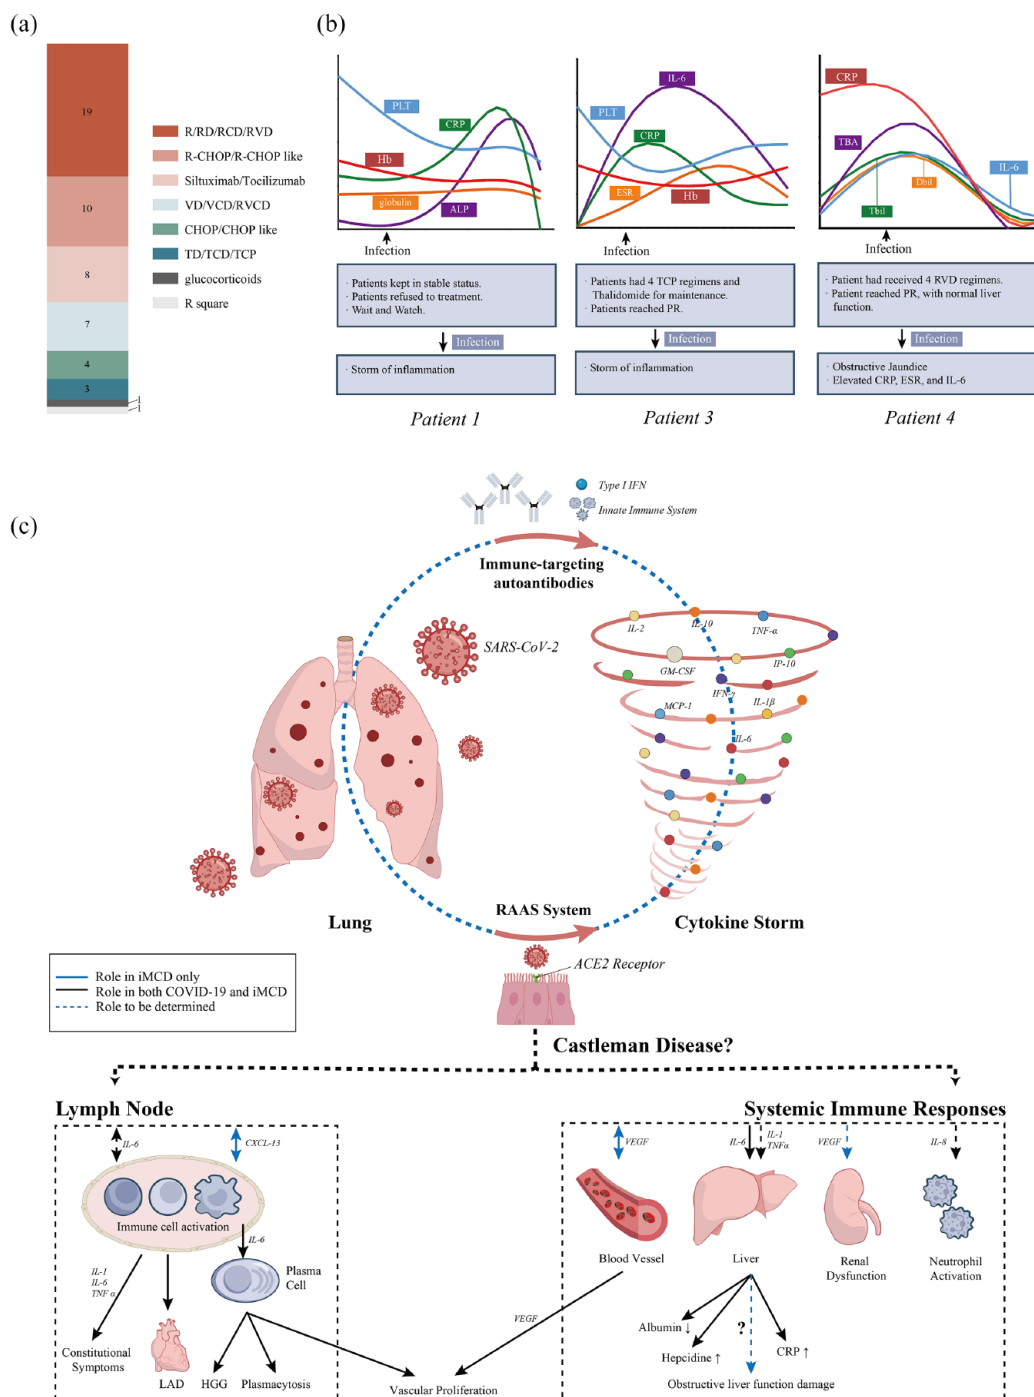 (a)
19
10
8
7
4
3
1
1
R/RD/RCD/RVD
R-CHOP/R-CHOP like
Siltuximab/Tocilizumab
VD/VCD/RVCD
CHOP/CHOP like
TD/TCD/TCP
glucocorticoids
R square
(b)
PLT
CRP
Hb
globulin
ALP
Infection
· Patients kept in stable status.
· Patients refused to treatment.
· Wait and Watch.
Infection
· Storm of inflammation
Patient 1
IL-6
PLT
CRP
ESR
Hb
Infection
· Patients had 4 TCP regimens and
Thalidomide for maintenance.
· Patients reached PR.
Infection
· Storm of inflammation
Patient 3
CRP
TBA
IL-6
Dbil
Tbil
Infection
· Patient had received 4 RVD regimens.
· Patient reached PR, with normal liver
function.
Infection
· Obstructive Jaundice
· Elevated CRP, ESR, and IL-6
Patient 4
(c)
Type I IFN
Innate Immune System
Immune-targeting
autoantibodies
SARS-CoV-2
IL-2
IL-10
TNF-α
GM-CSF
IP-10
IFN-γ
MCP-1
IL-1β
IL-6
Lung
RAAS System
Cytokine Storm
ACE2 Receptor
Role in iMCD only
Role in both COVID-19 and iMCD
Role to be determined
Castleman Disease?
Lymph Node
IL-6
CXCL-13
Immune cell activation
IL-6
Plasma
Cell
IL-1
IL-6
TNF α
Constitutional
Symptoms
LAD
HGG
Plasmacytosis
Systemic Immune Responses
VEGF
IL-6
IL-1
TNFα
VEGF
IL-8
Blood Vessel
Liver
Renal
Dysfunction
Neutrophil
Activation
VEGF
Vascular Proliferation
Albumin ↓
Hepcidine ↑
?
CRP ↑
Obstructive liver function damage